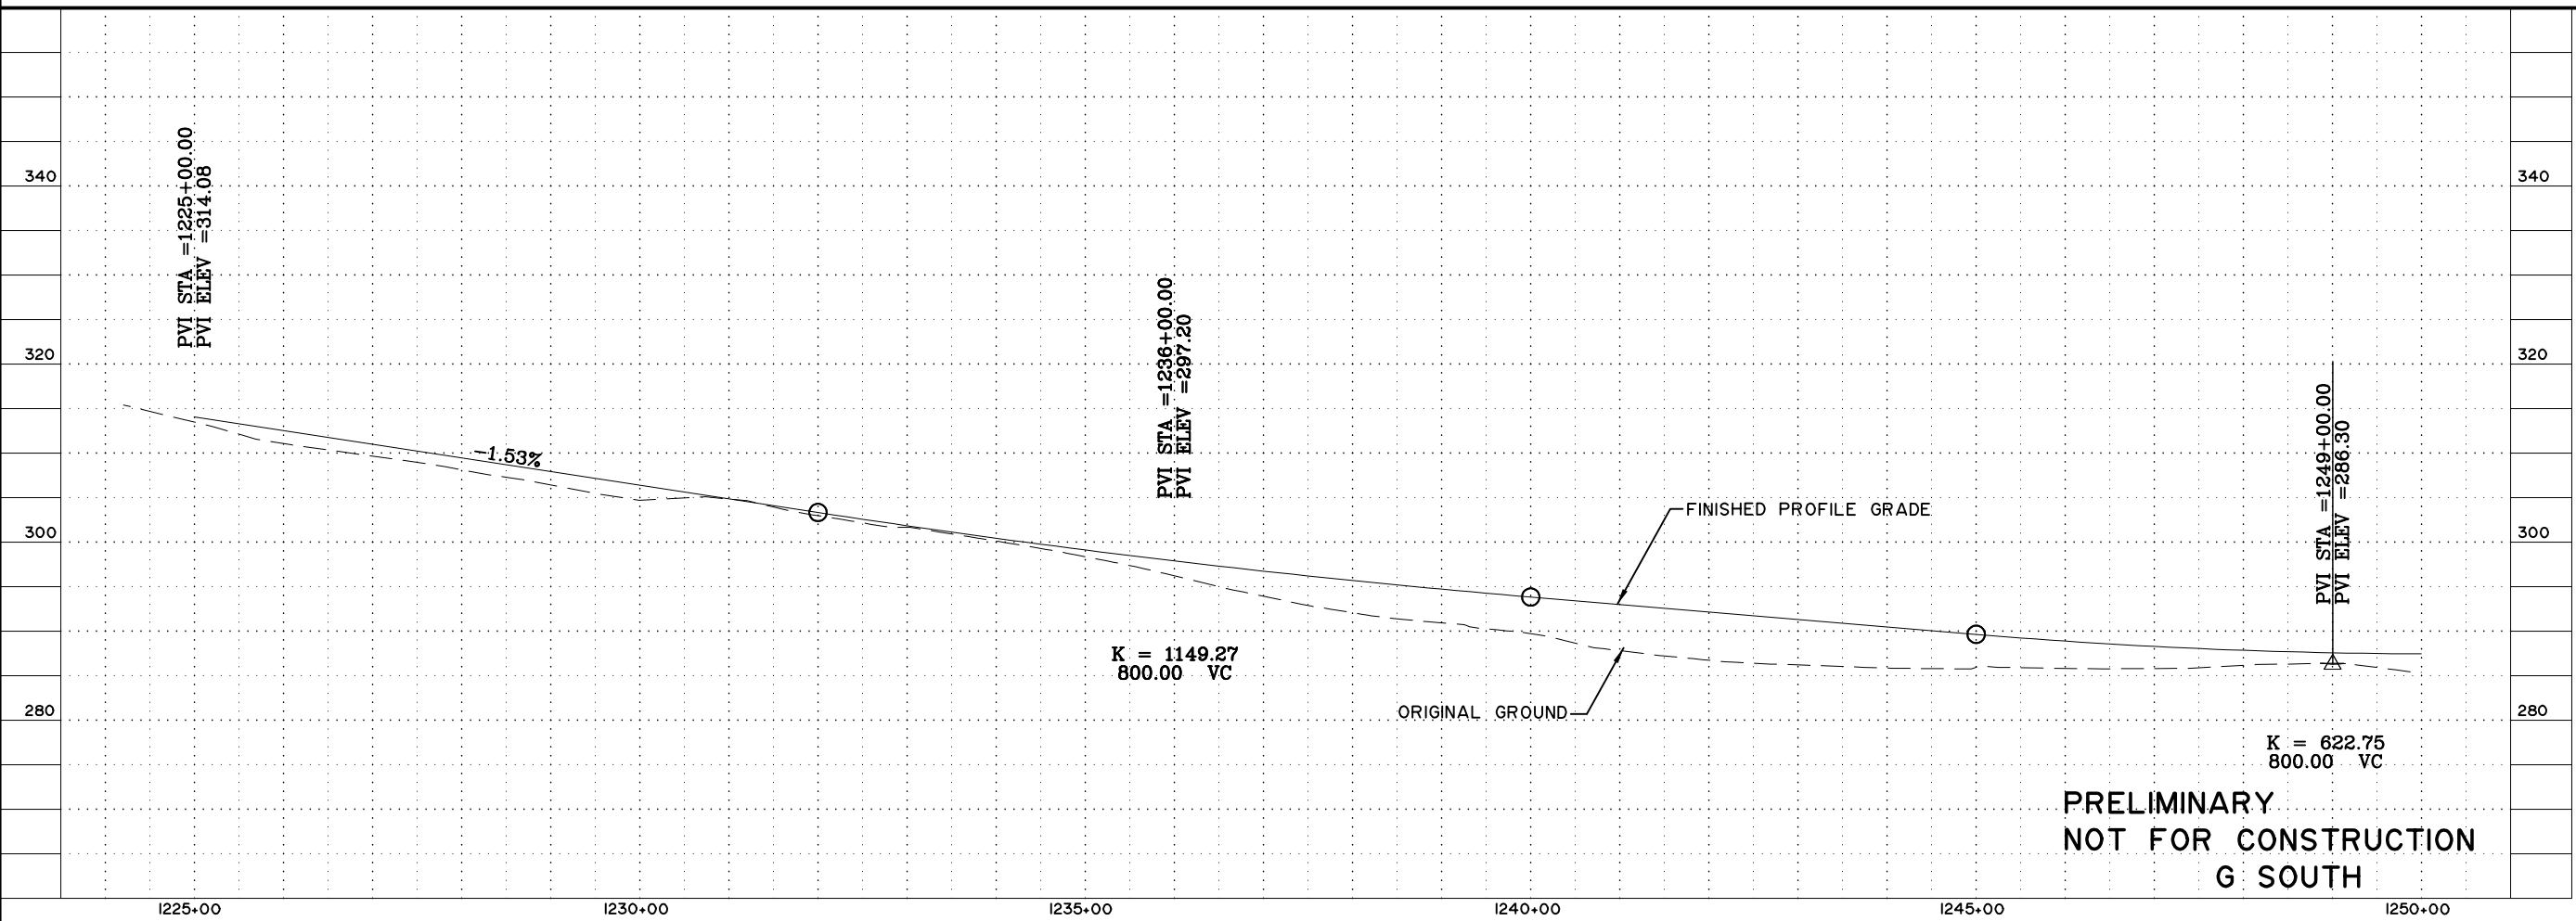 PVI STA =1225+00.00
PVI ELEV =314.08
340
340
PVI STA =1236+00.00
PVI ELEV =297.20
320
320
PVI STA =1249+00.00
PVI ELEV =286.30
-1.53%
FINISHED PROFILE GRADE
300
300
K = 1149.27
800.00 VC
ORIGINAL GROUND
280
280
K = 622.75
800.00 VC
PRELIMINARY
NOT FOR CONSTRUCTION
G SOUTH
1225+00
1230+00
1235+00
1240+00
1245+00
1250+00